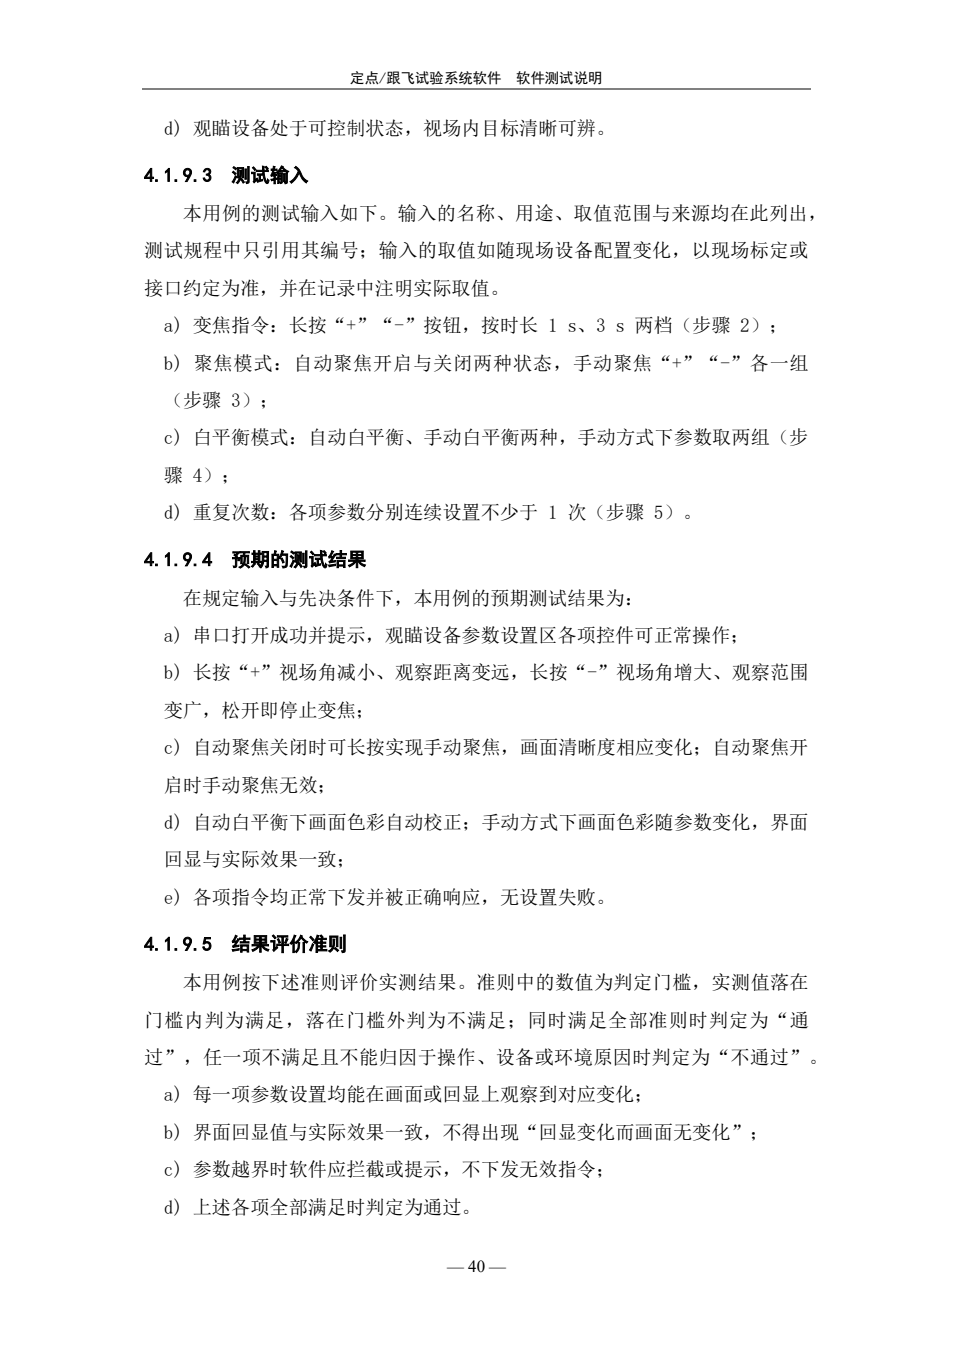 定点/跟飞试验系统软件　软件测试说明
d) 观瞄设备处于可控制状态，视场内目标清晰可辨。
4.1.9.3 测试输入
本用例的测试输入如下。输入的名称、用途、取值范围与来源均在此列出，
测试规程中只引用其编号；输入的取值如随现场设备配置变化，以现场标定或
接口约定为准，并在记录中注明实际取值。
a) 变焦指令：长按“+”“-”按钮，按时长 1 s、3 s 两档（步骤 2）；
b) 聚焦模式：自动聚焦开启与关闭两种状态，手动聚焦“+”“-”各一组
（步骤 3）；
c) 白平衡模式：自动白平衡、手动白平衡两种，手动方式下参数取两组（步
骤 4）；
d) 重复次数：各项参数分别连续设置不少于 1 次（步骤 5）。
4.1.9.4 预期的测试结果
在规定输入与先决条件下，本用例的预期测试结果为：
a) 串口打开成功并提示，观瞄设备参数设置区各项控件可正常操作；
b) 长按“+”视场角减小、观察距离变远，长按“-”视场角增大、观察范围
变广，松开即停止变焦；
c) 自动聚焦关闭时可长按实现手动聚焦，画面清晰度相应变化；自动聚焦开
启时手动聚焦无效；
d) 自动白平衡下画面色彩自动校正；手动方式下画面色彩随参数变化，界面
回显与实际效果一致；
e) 各项指令均正常下发并被正确响应，无设置失败。
4.1.9.5 结果评价准则
本用例按下述准则评价实测结果。准则中的数值为判定门槛，实测值落在
门槛内判为满足，落在门槛外判为不满足；同时满足全部准则时判定为“通
过”，任一项不满足且不能归因于操作、设备或环境原因时判定为“不通过”。
a) 每一项参数设置均能在画面或回显上观察到对应变化；
b) 界面回显值与实际效果一致，不得出现“回显变化而画面无变化”；
c) 参数越界时软件应拦截或提示，不下发无效指令；
d) 上述各项全部满足时判定为通过。
— 40 —